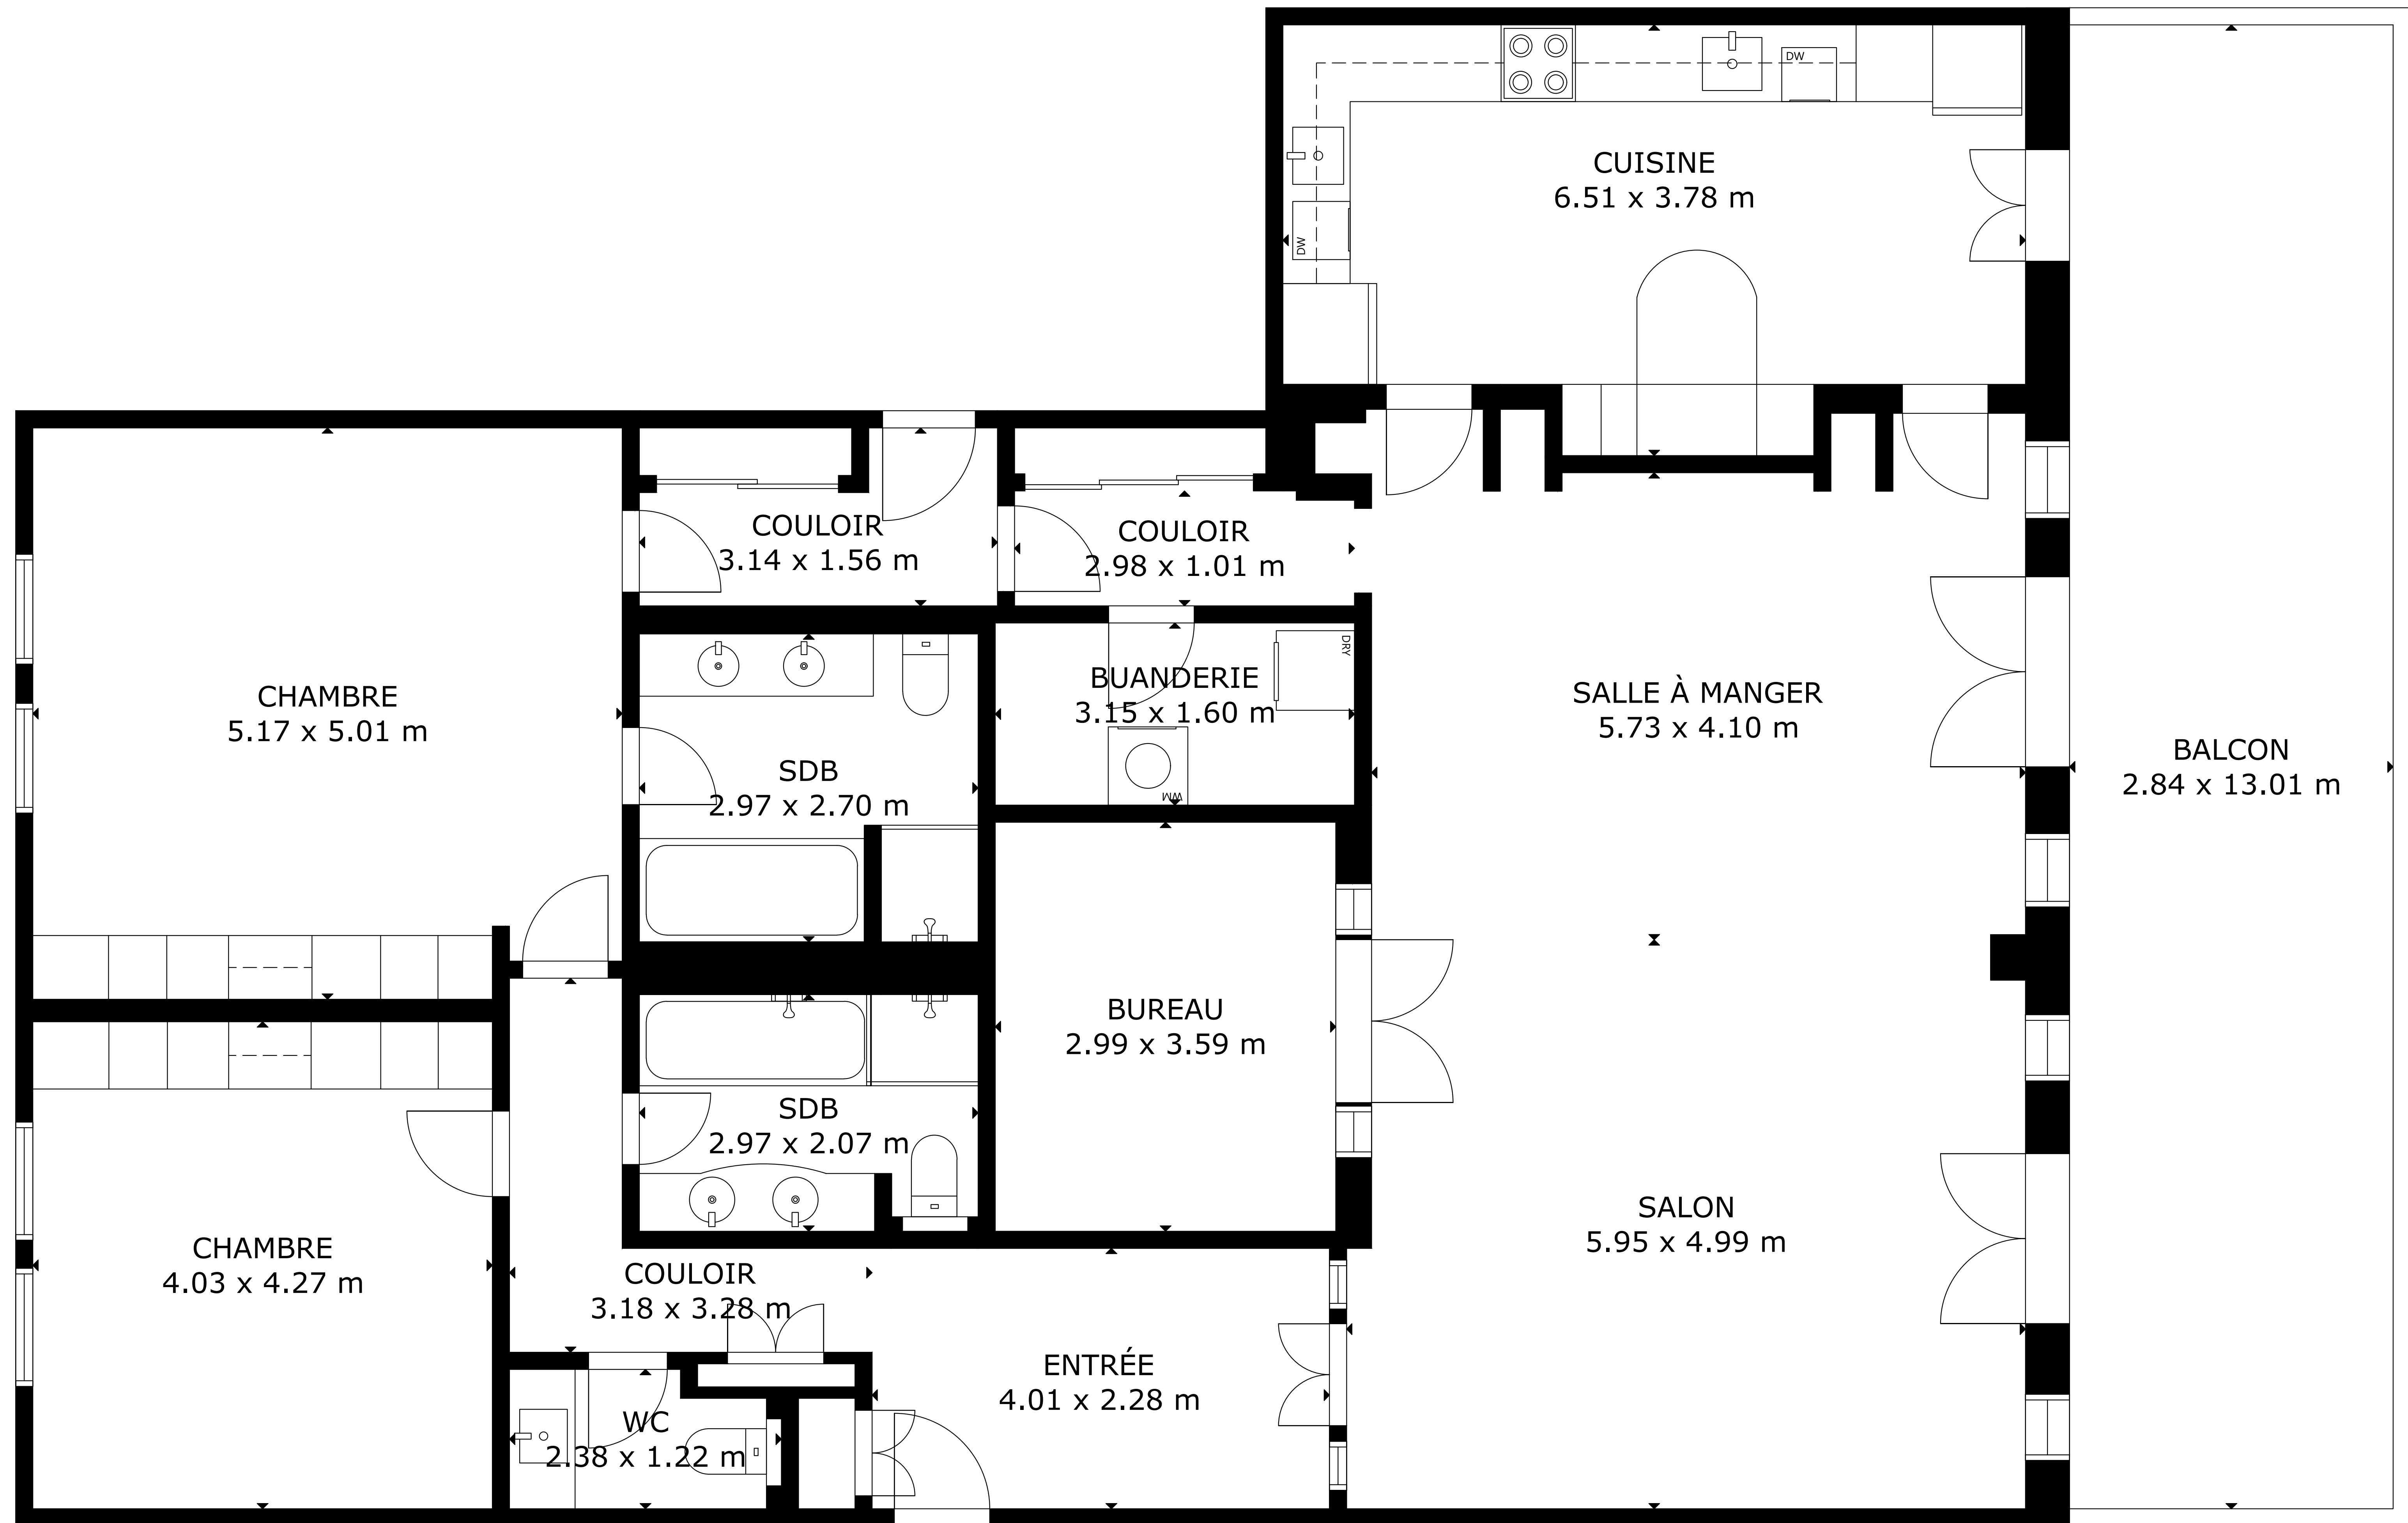 DW
CUISINE
6.51 x 3.78 m
DW
COULOIR
3.14 x 1.56 m
COULOIR
2.98 x 1.01 m
DRY
BUANDERIE
3.15 x 1.60 m
WM
CHAMBRE
5.17 x 5.01 m
SALLE À MANGER
5.73 x 4.10 m
BALCON
2.84 x 13.01 m
SDB
2.97 x 2.70 m
BUREAU
2.99 x 3.59 m
SDB
2.97 x 2.07 m
SALON
5.95 x 4.99 m
CHAMBRE
4.03 x 4.27 m
COULOIR
3.18 x 3.28 m
ENTRÉE
4.01 x 2.28 m
WC
2.38 x 1.22 m